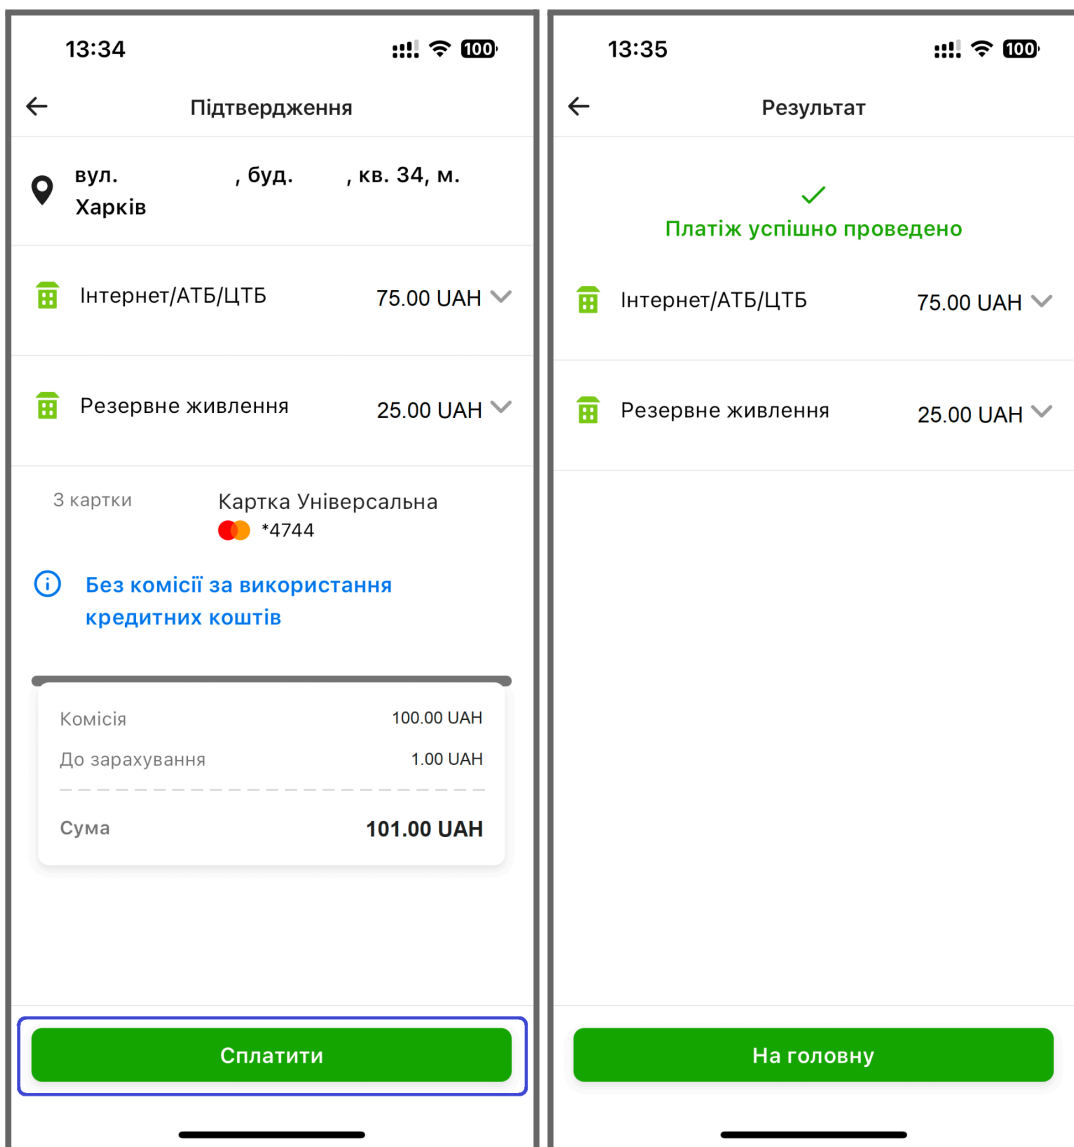 13:34
100
Підтвердження
вул. , буд. , кв. 34, м.
Харків
Інтернет/АТБ/ЦТБ 75.00 UAH
Резервне живлення 25.00 UAH
З картки Картка Універсальна
*4744
Без комісії за використання
кредитних коштів
Комісія 100.00 UAH
До зарахування 1.00 UAH
Сума 101.00 UAH
Сплатити
13:35
100
Результат
Платіж успішно проведено
Інтернет/АТБ/ЦТБ 75.00 UAH
Резервне живлення 25.00 UAH
На головну